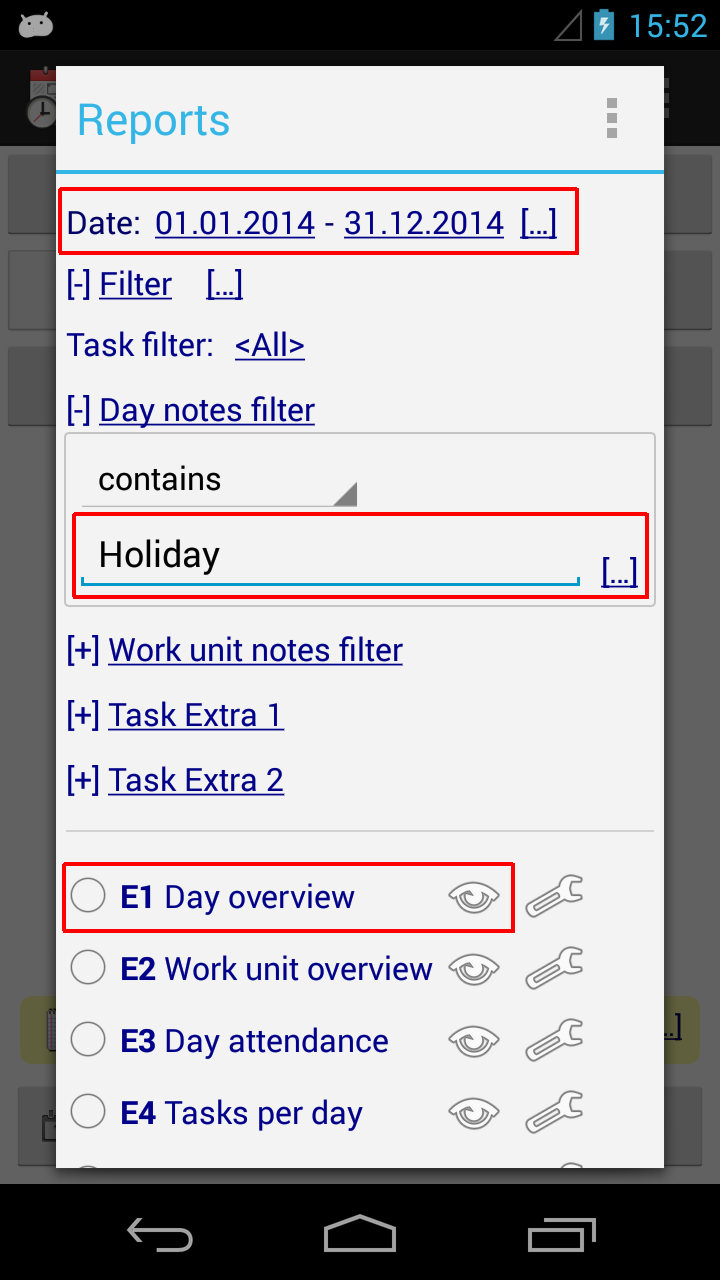 15:52
Reports
Date: 01.01.2014 - 31.12.2014 [...]
[-] Filter [...]
Task filter: <All>
[-] Day notes filter
contains
Holiday [...]
[+] Work unit notes filter
[+] Task Extra 1
[+] Task Extra 2
E1 Day overview
E2 Work unit overview
E3 Day attendance
E4 Tasks per day